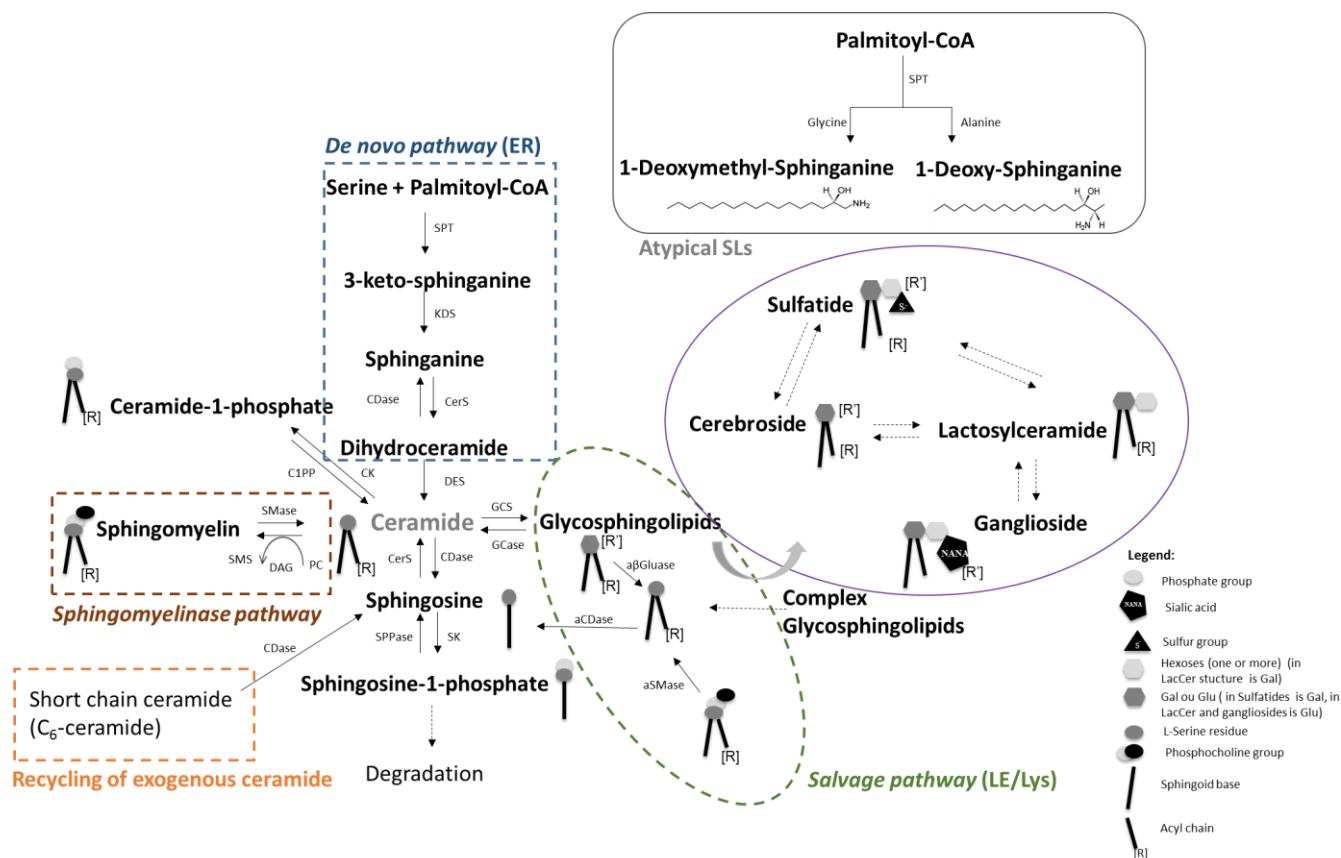 Palmitoyl-CoA
SPT
Glycine
Alanine
1-Deoxymethyl-Sphinganine
1-Deoxy-Sphinganine
H
OH
NH2
H
OH
H2N
H
Atypical SLs
De novo pathway (ER)
Serine + Palmitoyl-CoA
SPT
3-keto-sphinganine
KDS
Sphinganine
CDase
CerS
Dihydroceramide
DES
[R]
Ceramide-1-phosphate
C1PP
CK
Sphingomyelin
[R]
SMase
SMS
DAG
PC
Sphingomyelinase pathway
[R]
Ceramide
GCS
GCase
Glycosphingolipids
CerS
CDase
Sphingosine
SPPase
SK
Sphingosine-1-phosphate
Degradation
CDase
Short chain ceramide
(C6-ceramide)
Recycling of exogenous ceramide
[R']
[R]
aβGluase
[R]
aCDase
aSMase
[R]
Salvage pathway (LE/Lys)
Complex
Glycosphingolipids
Sulfatide
[R']
S-
[R]
Cerebroside
[R']
[R]
Lactosylceramide
[R]
Ganglioside
NANA
[R']
[R]
Legend:
Phosphate group
NANA
Sialic acid
S-
Sulfur group
Hexoses (one or more) (in
LacCer stucture is Gal)
Gal ou Glu ( in Sulfatides is Gal, in
LacCer and gangliosides is Glu)
L-Serine residue
Phosphocholine group
Sphingoid base
Acyl chain
[R]